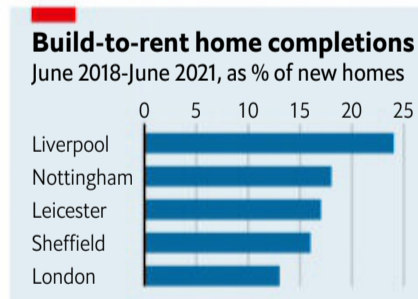 Build-to-rent home completions
June 2018-June 2021, as % of new homes
0 5 10 15 20 25
Liverpool
Nottingham
Leicester
Sheffield
London